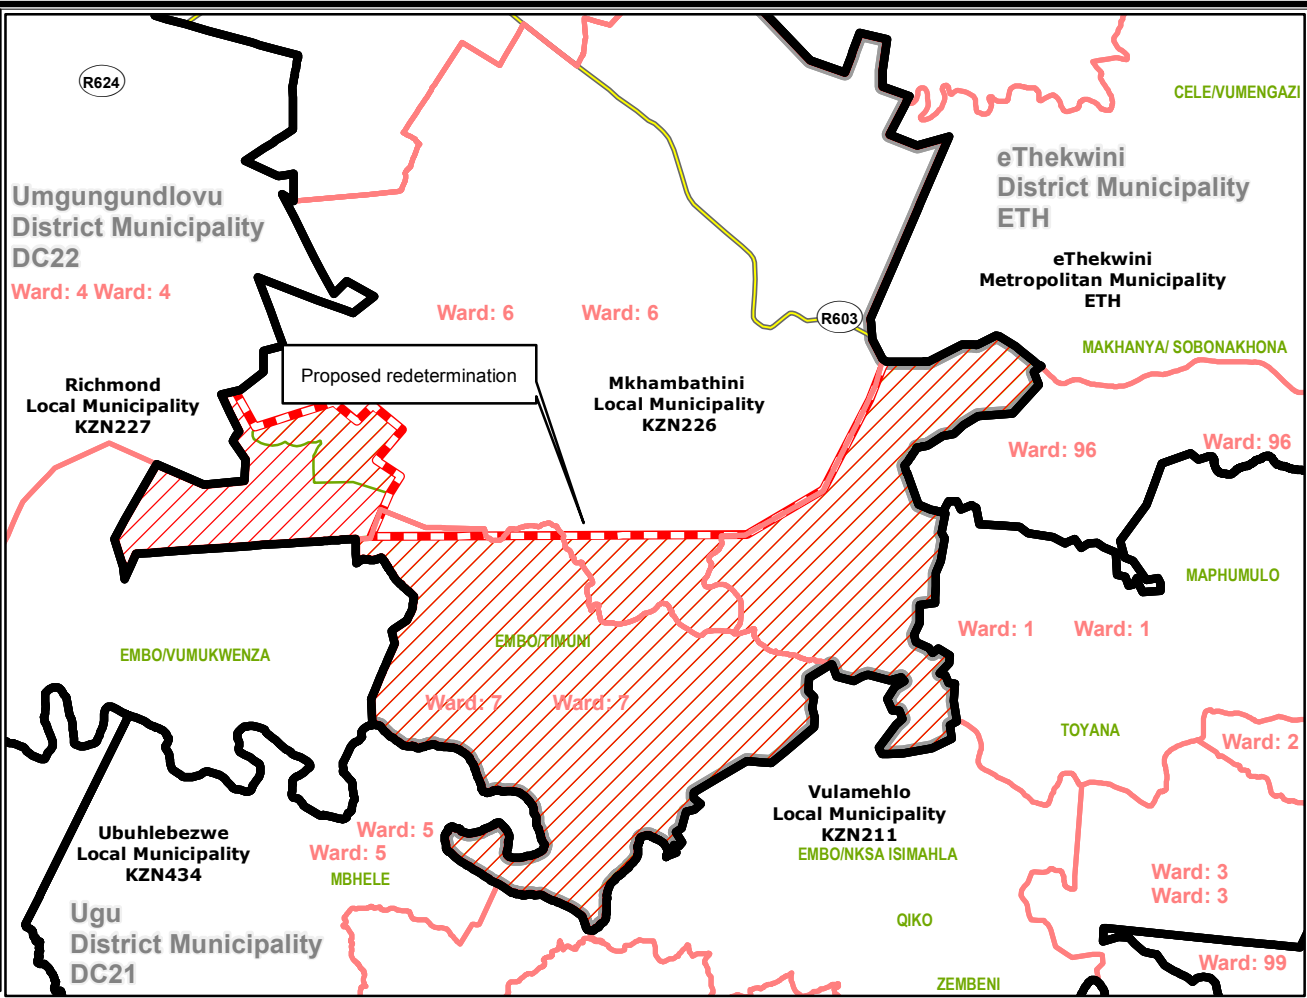 R624
CELE/VUMENGAZI
eThekwini
District Municipality
ETH
Umgungundlovu
District Municipality
DC22
Ward: 4 Ward: 4
eThekwini
Metropolitan Municipality
ETH
Ward: 6 Ward: 6
R603
MAKHANYA/ SOBONAKHONA
Proposed redetermination
Richmond
Local Municipality
KZN227
Mkhambathini
Local Municipality
KZN226
Ward: 96
Ward: 96
MAPHUMULO
Ward: 1 Ward: 1
EMBO/TIMUNI
EMBO/VUMUKWENZA
Ward: 7 Ward: 7
TOYANA
Ward: 2
Vulamehlo
Local Municipality
KZN211
EMBO/NKSA ISIMAHLA
Ubuhlebezwe
Local Municipality
KZN434
Ward: 5
Ward: 5
MBHELE
Ward: 3
Ward: 3
Ugu
District Municipality
DC21
QIKO
Ward: 99
ZEMBENI